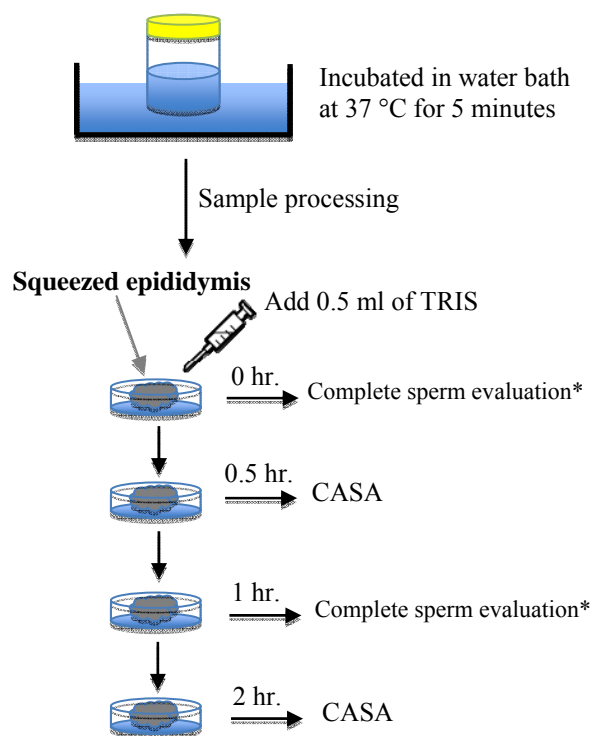 Incubated in water bath
at 37 °C for 5 minutes
Sample processing
Squeezed epididymis
Add 0.5 ml of TRIS
0 hr.
Complete sperm evaluation*
0.5 hr.
CASA
1 hr.
Complete sperm evaluation*
2 hr.
CASA